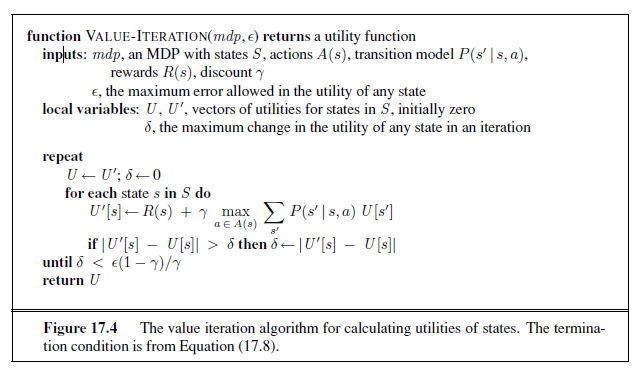 function VALUE-ITERATION(mdp, ϵ) returns a utility function
inputs: mdp, an MDP with states S, actions A(s), transition model P(s′ | s, a),
rewards R(s), discount γ
ϵ, the maximum error allowed in the utility of any state
local variables: U, U′, vectors of utilities for states in S, initially zero
δ, the maximum change in the utility of any state in an iteration
repeat
U ← U′; δ ← 0
for each state s in S do
U′[s] ← R(s) + γ max a ∈ A(s) ∑ s′ P(s′ | s, a) U[s′]
if |U′[s] − U[s]| > δ then δ ← |U′[s] − U[s]|
until δ < ϵ(1 − γ)/γ
return U
Figure 17.4 The value iteration algorithm for calculating utilities of states. The termina-
tion condition is from Equation (17.8).